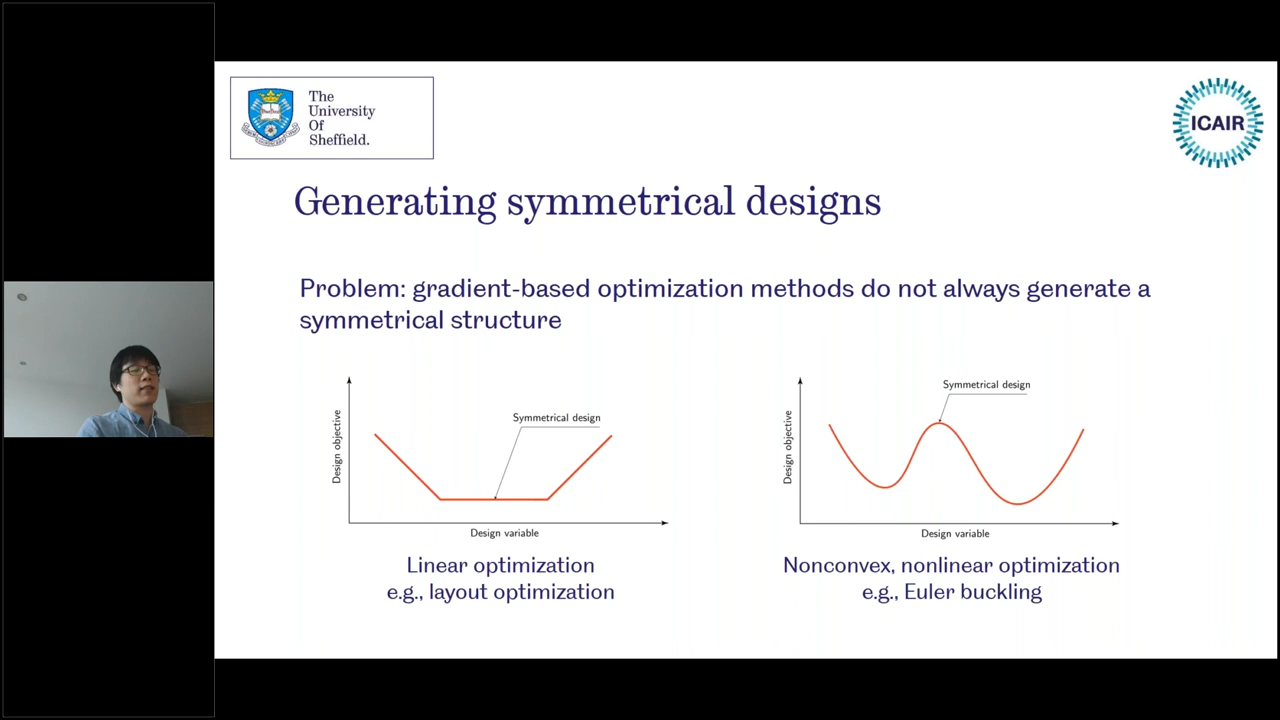 The
University
Of
Sheffield.
ICAIR
Generating symmetrical designs
Problem: gradient-based optimization methods do not always generate a
symmetrical structure
Design objective
Symmetrical design
Design variable
Linear optimization
e.g., layout optimization
Design objective
Symmetrical design
Design variable
Nonconvex, nonlinear optimization
e.g., Euler buckling